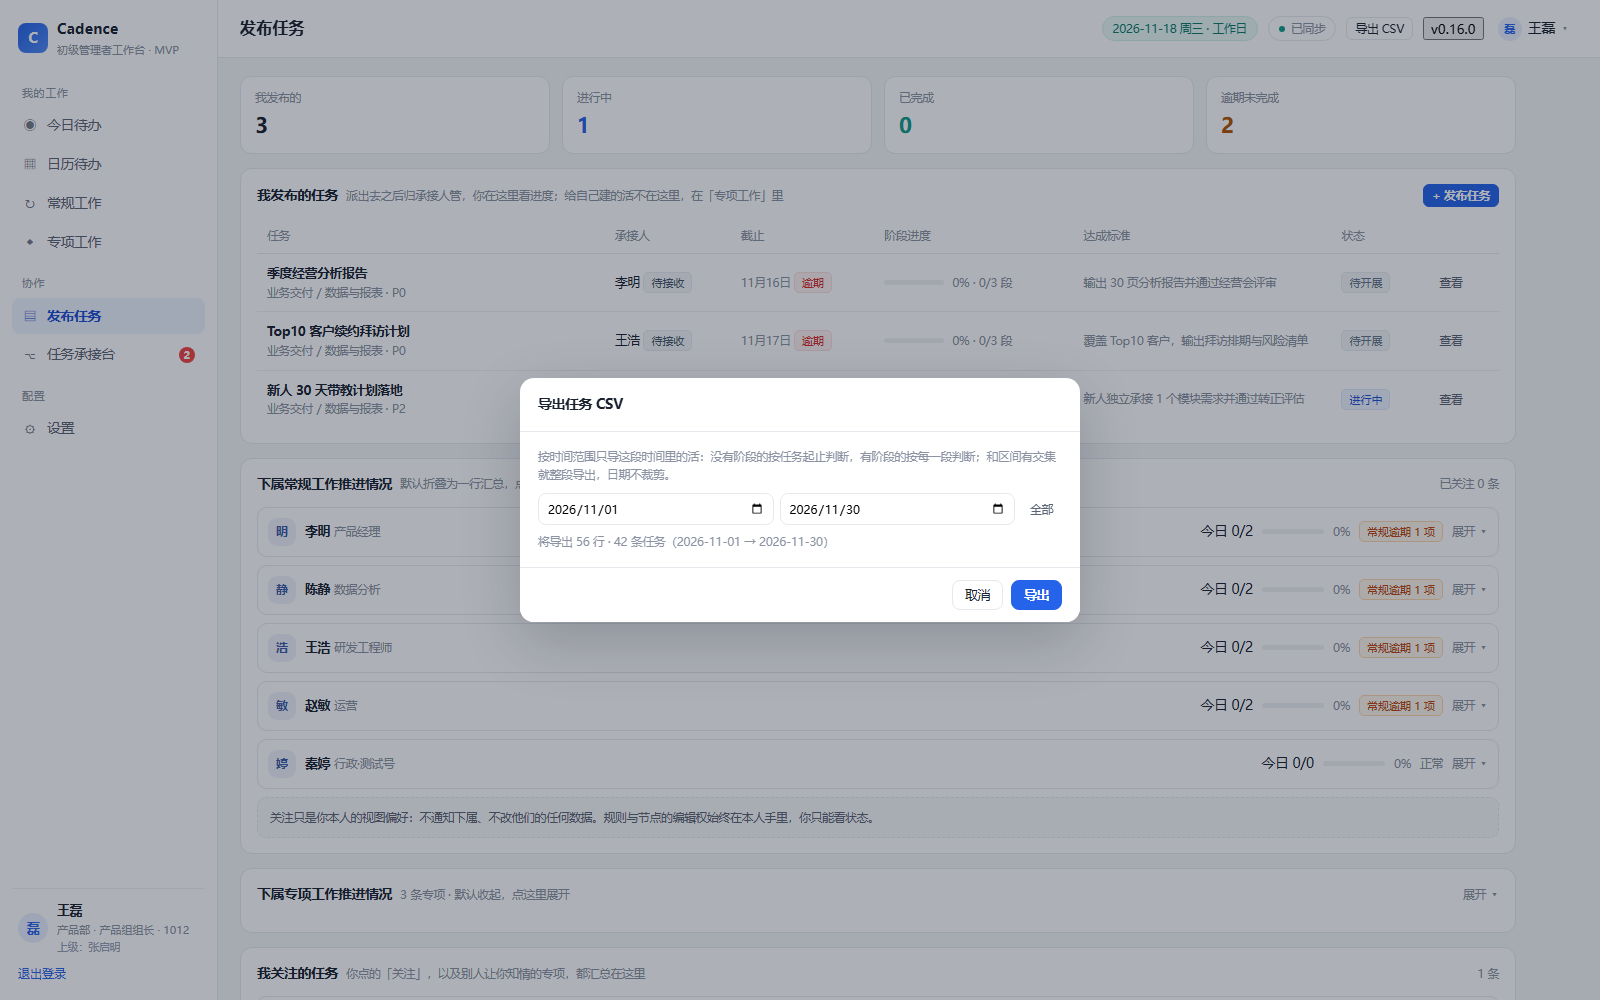 C
Cadence
初级管理者工作台 · MVP
我的工作
今日待办
日历待办
常规工作
专项工作
协作
发布任务
任务承接台
2
配置
设置
磊
王磊
产品部 · 产品组组长 · 1012
上级：张启明
退出登录
发布任务
2026-11-18 周三 · 工作日
已同步
导出 CSV
v0.16.0
磊 王磊
我发布的
3
进行中
1
已完成
0
逾期未完成
2
我发布的任务 派出去之后归承接人管，你在这里看进度；给自己建的活不在这里，在「专项工作」里
+ 发布任务
任务 承接人 截止 阶段进度 达成标准 状态
季度经营分析报告
业务交付 / 数据与报表 · P0
李明 待接收 11月16日 逾期 0% · 0/3 段 输出 30 页分析报告并通过经营会评审 待开展 查看
Top10 客户续约拜访计划
业务交付 / 数据与报表 · P0
王浩 待接收 11月17日 逾期 0% · 0/3 段 覆盖 Top10 客户，输出拜访排期与风险清单 待开展 查看
新人 30 天带教计划落地
业务交付 / 数据与报表 · P2
新人独立承接 1 个模块需求并通过转正评估 进行中 查看
导出任务 CSV
按时间范围只导这段时间里的活：没有阶段的按任务起止判断，有阶段的按每一段判断；和区间有交集
就整段导出，日期不裁剪。
2026/11/01 2026/11/30 全部
将导出 56 行 · 42 条任务（2026-11-01 → 2026-11-30）
取消 导出
下属常规工作推进情况 默认折叠为一行汇总，
已关注 0 条
明 李明 产品经理 今日 0/2 0% 常规逾期 1 项 展开
静 陈静 数据分析 今日 0/2 0% 常规逾期 1 项 展开
浩 王浩 研发工程师 今日 0/2 0% 常规逾期 1 项 展开
敏 赵敏 运营 今日 0/2 0% 常规逾期 1 项 展开
婷 秦婷 行政·测试号 今日 0/0 0% 正常 展开
关注只是你本人的视图偏好：不通知下属、不改他们的任何数据。规则与节点的编辑权始终在本人手里，你只能看状态。
下属专项工作推进情况 3 条专项 · 默认收起，点这里展开
展开
我关注的任务 你点的「关注」，以及别人让你知情的专项，都汇总在这里
1 条